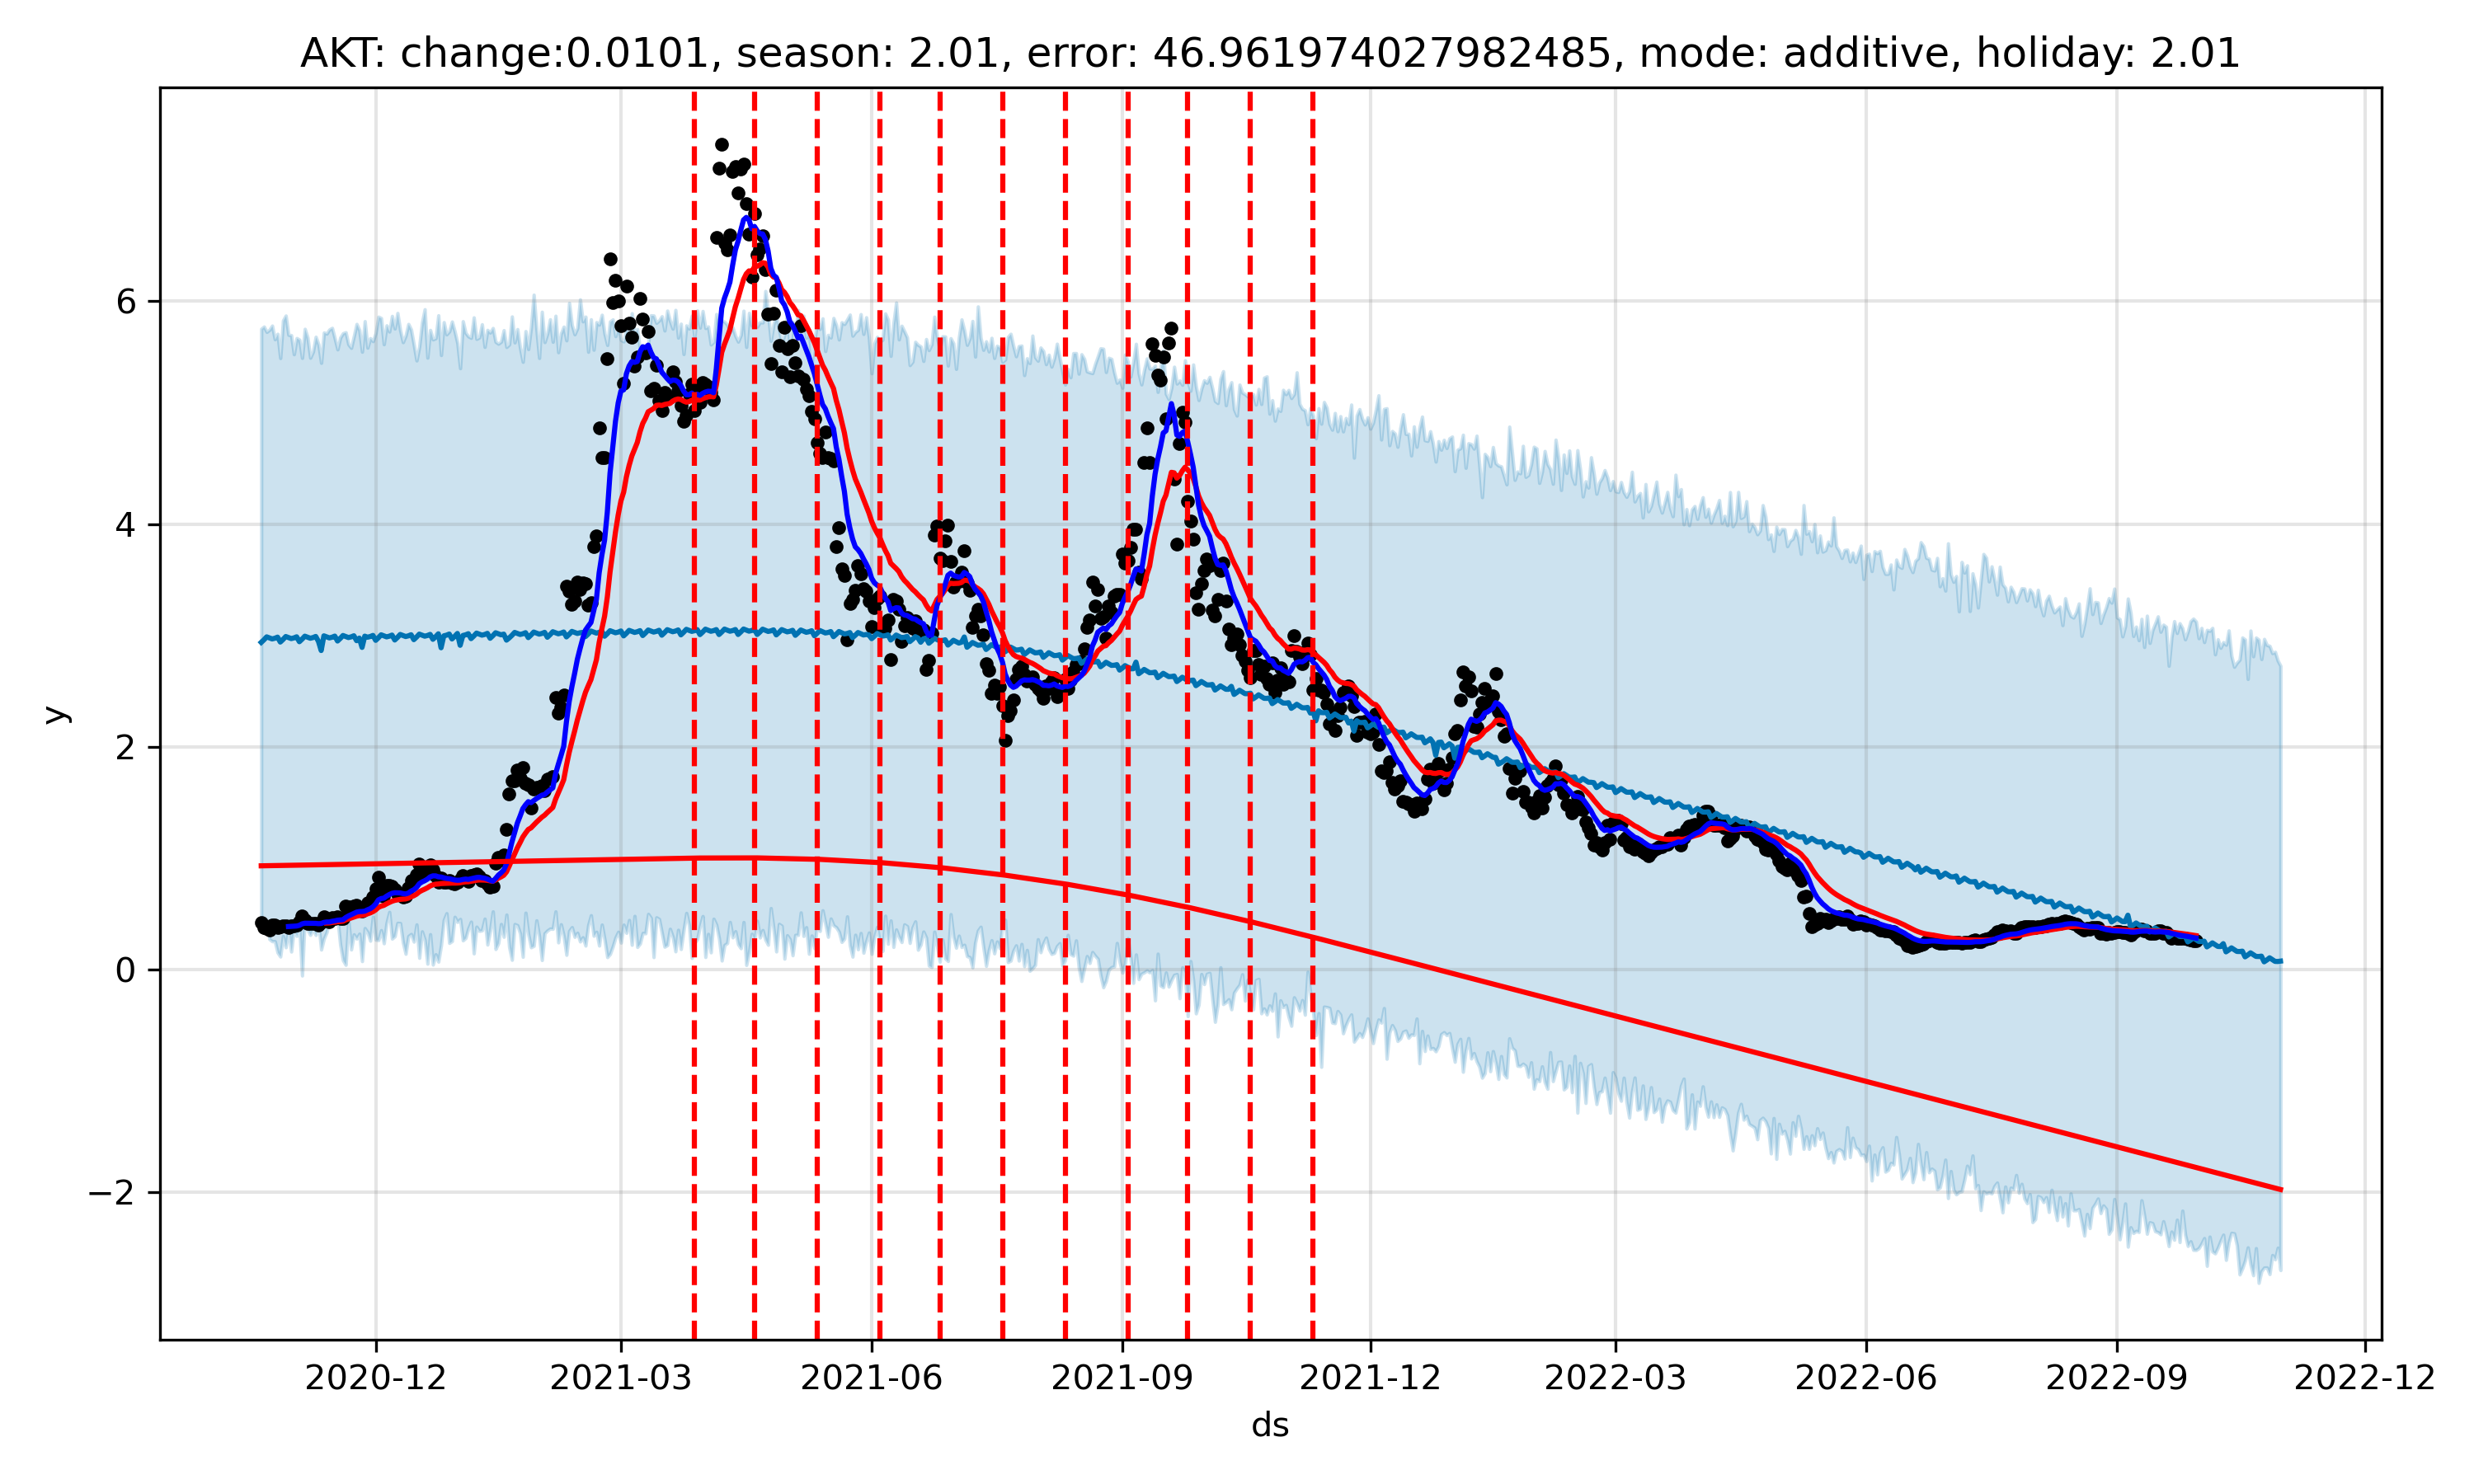 AKT: change:0.0101, season: 2.01, error: 46.961974027982485, mode: additive, holiday: 2.01
6
4
2
0
−2
y
2020-12 2021-03 2021-06 2021-09 2021-12 2022-03 2022-06 2022-09 2022-12
ds